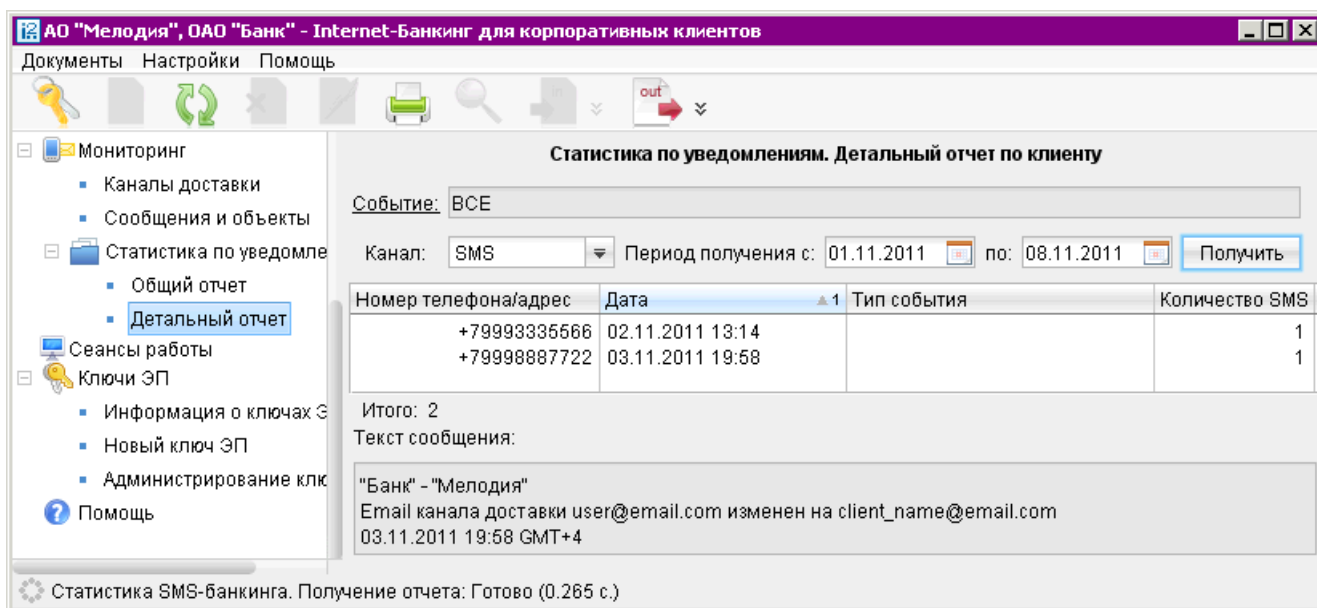 АО "Мелодия", ОАО "Банк" - Internet-Банкинг для корпоративных клиентов
Документы Настройки Помощь
in out
Мониторинг
Каналы доставки
Сообщения и объекты
Статистика по уведомле
Общий отчет
Детальный отчет
Сеансы работы
Ключи ЭП
Информация о ключах Э
Новый ключ ЭП
Администрирование клю
Помощь
Статистика по уведомлениям. Детальный отчет по клиенту
Событие: ВСЕ
Канал: SMS Период получения с: 01.11.2011 по: 08.11.2011 Получить
Номер телефона/адрес Дата 1 Тип события Количество SMS
+79993335566 02.11.2011 13:14 1
+79998887722 03.11.2011 19:58 1
Итого: 2
Текст сообщения:
"Банк" - "Мелодия"
Email канала доставки user@email.com изменен на client_name@email.com
03.11.2011 19:58 GMT+4
Статистика SMS-банкинга. Получение отчета: Готово (0.265 с.)